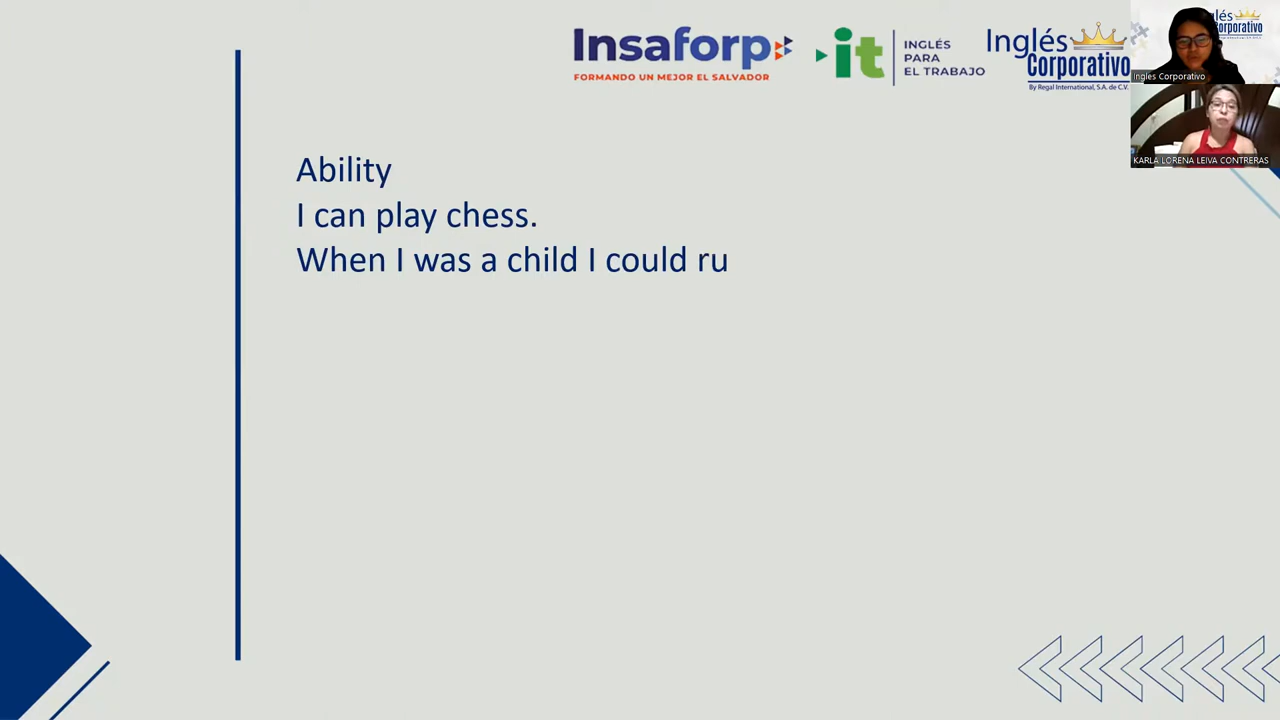 Insaforp
FORMANDO UN MEJOR EL SALVADOR
it
INGLÉS
PARA
EL TRABAJO
Inglés
Corporativo
By Regal International, S.A. de C.V.
Ingles Corporativo
KARLA LORENA LEIVA CONTRERAS
Ability
I can play chess.
When I was a child I could ru